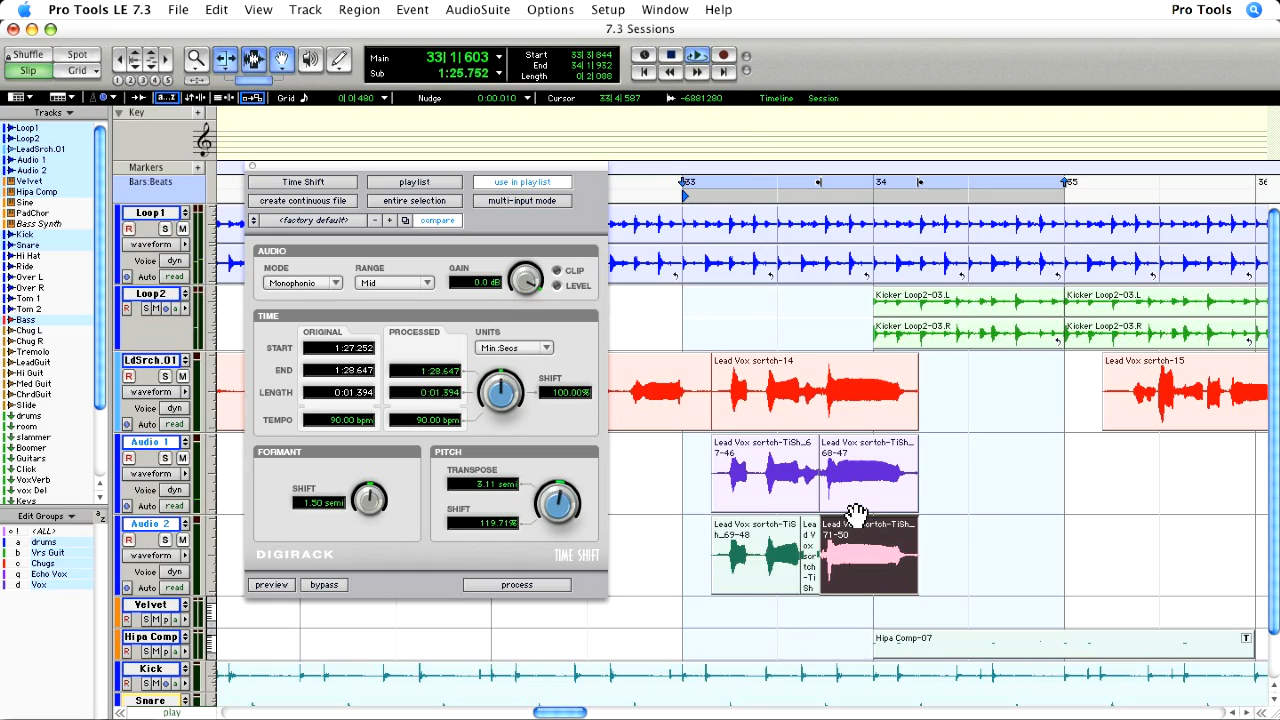 Pro Tools LE 7.3 File Edit View Track Region Event AudioSuite Options Setup Window Help Pro Tools
7.3 Sessions
Shuffle Spot
Slip Grid
1 2 3 4 5
Main 33| 1| 603
Sub 1:25.752
Start 33| 3| 844
End 34| 1| 932
Length 0| 2| 088
a...z Grid 0| 0| 480 Nudge 0:00.010 Cursor 33| 4| 587 -6881280 Timeline Session
Tracks
Loop1
Loop2
LeadSrch.01
Audio 1
Audio 2
Velvet
Hipa Comp
Sine
PadChor
Bass Synth
Kick
Snare
Hi Hat
Ride
Over L
Over R
Tom 1
Tom 2
Bass
Chug L
Chug R
Tremolo
LeadGuit
Hi Guit
Med Guit
ChrdGuit
Slide
drums
room
slammer
Boomer
Guitars
Click
VoxVerb
vox Del
Keys
Edit Groups a z
! <ALL>
a drums
b Vrs Guit
c Chugs
q Echo Vox
d Vox
Key +
Markers +
Bars:Beats
33 34 35 36
Loop1
R S M
waveform
Voice dyn
Auto read
Loop2
R S M a
LdSrch.01
R S M
waveform
Voice dyn
Auto read
Audio 1
R S M
waveform
Voice dyn
Auto read
Audio 2
R S M
waveform
Voice dyn
Auto read
Velvet
R S M p a
Hipa Comp
R S M p a
Kick
R S M a
Snare
play
Time Shift playlist use in playlist
create continuous file entire selection multi-input mode
<factory default> - + compare
AUDIO
MODE RANGE GAIN CLIP
Monophonic Mid 0.0 dB LEVEL
TIME
ORIGINAL PROCESSED UNITS
START 1:27.252 Min:Secs
END 1:28.647 1:28.647
LENGTH 0:01.394 0:01.394 SHIFT 100.00%
TEMPO 90.00 bpm 90.00 bpm
FORMANT PITCH
TRANSPOSE
3.11 semi
SHIFT
1.50 semi
SHIFT
119.71%
DIGIRACK TIME SHIFT
preview bypass process
Kicker Loop2-03.L Kicker Loop2-03.L
Kicker Loop2-03.R Kicker Loop2-03.R
Lead Vox scrtch-14 Lead Vox scrtch-15
Lead Vox scrtch-TiSh_6
7-46
Lead Vox scrtch-TiSh_
68-47
Lead Vox scrtch-TiS
h_69-48
Lea
d V
ox
scr
tch
-Ti
Sh
Lead Vox scrtch-TiSh_
71-50
Hipa Comp-07 T